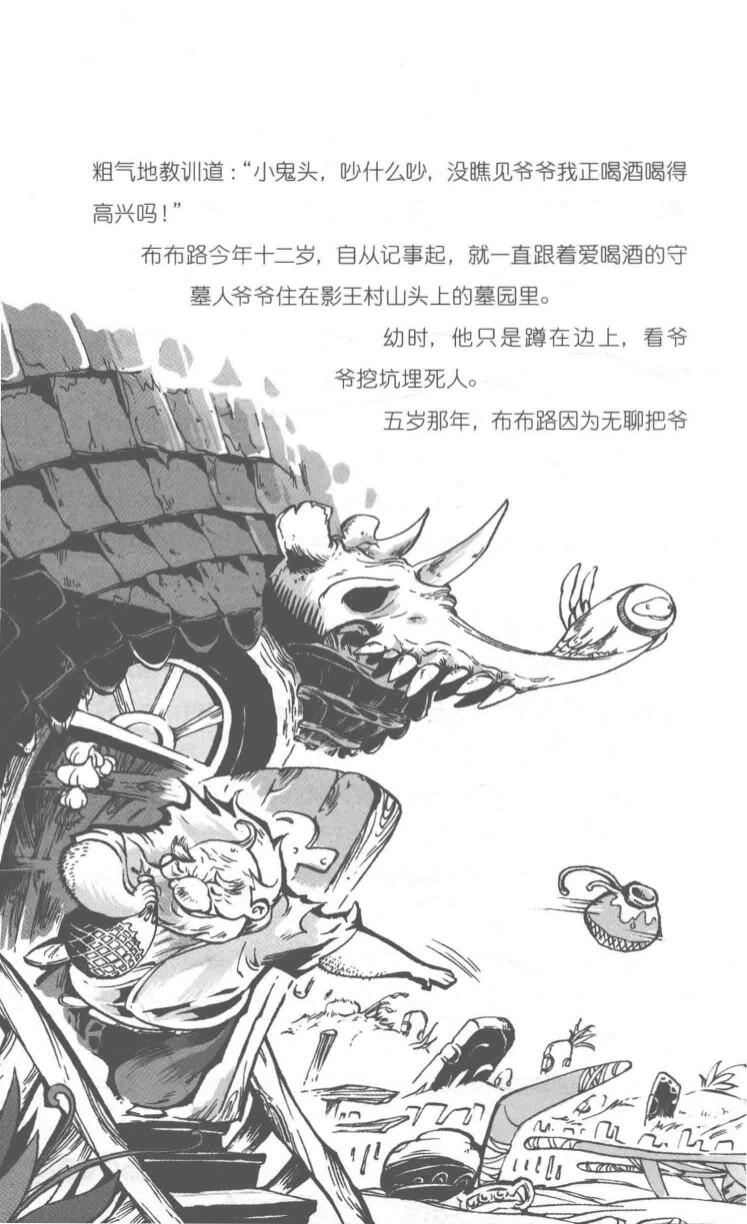 粗气地教训道：“小鬼头，吵什么吵，没瞧见爷爷我正喝酒喝得
高兴吗！”
布布路今年十二岁，自从记事起，就一直跟着爱喝酒的守
墓人爷爷住在影王村山头上的墓园里。
幼时，他只是蹲在边上，看爷
爷挖坑埋死人。
五岁那年，布布路因为无聊把爷